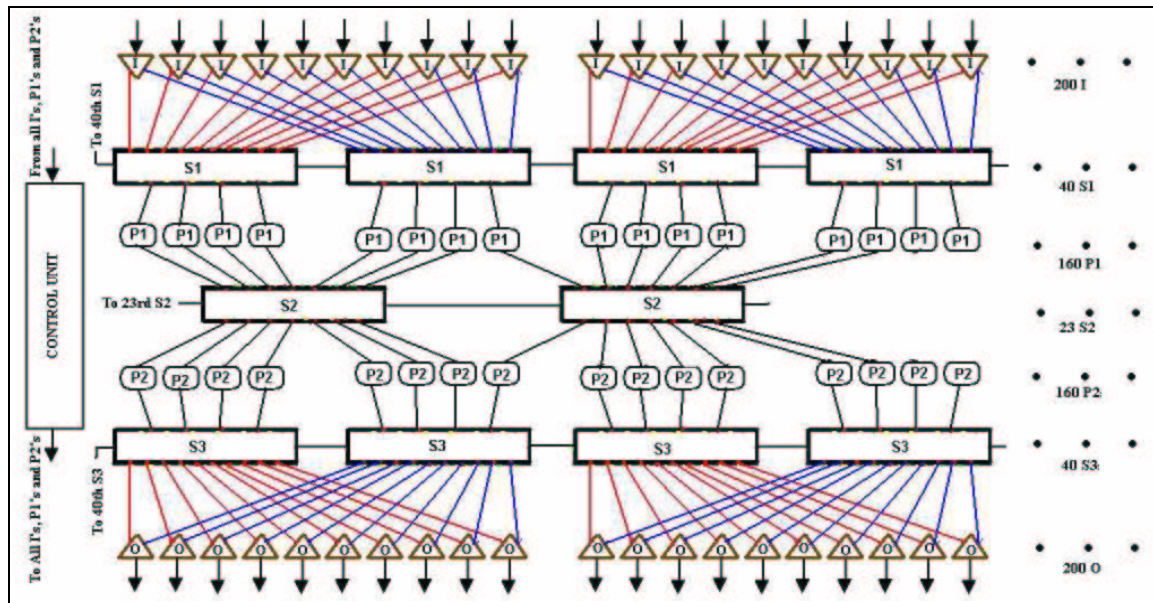 I I I I I I I I I I I I I I I I I I I I
200 I
From all I's, P1's and P2's
To 40th S1
S1 S1 S1 S1
40 S1
P1 P1 P1 P1 P1 P1 P1 P1 P1 P1 P1 P1 P1 P1 P1 P1
160 P1
CONTROL UNIT
To 23rd S2
S2 S2
23 S2
P2 P2 P2 P2 P2 P2 P2 P2 P2 P2 P2 P2 P2 P2 P2 P2
160 P2
S3 S3 S3 S3
40 S3
To All I's, P1's and P2's
To 40th S3
O O O O O O O O O O O O O O O O O O O O
200 O